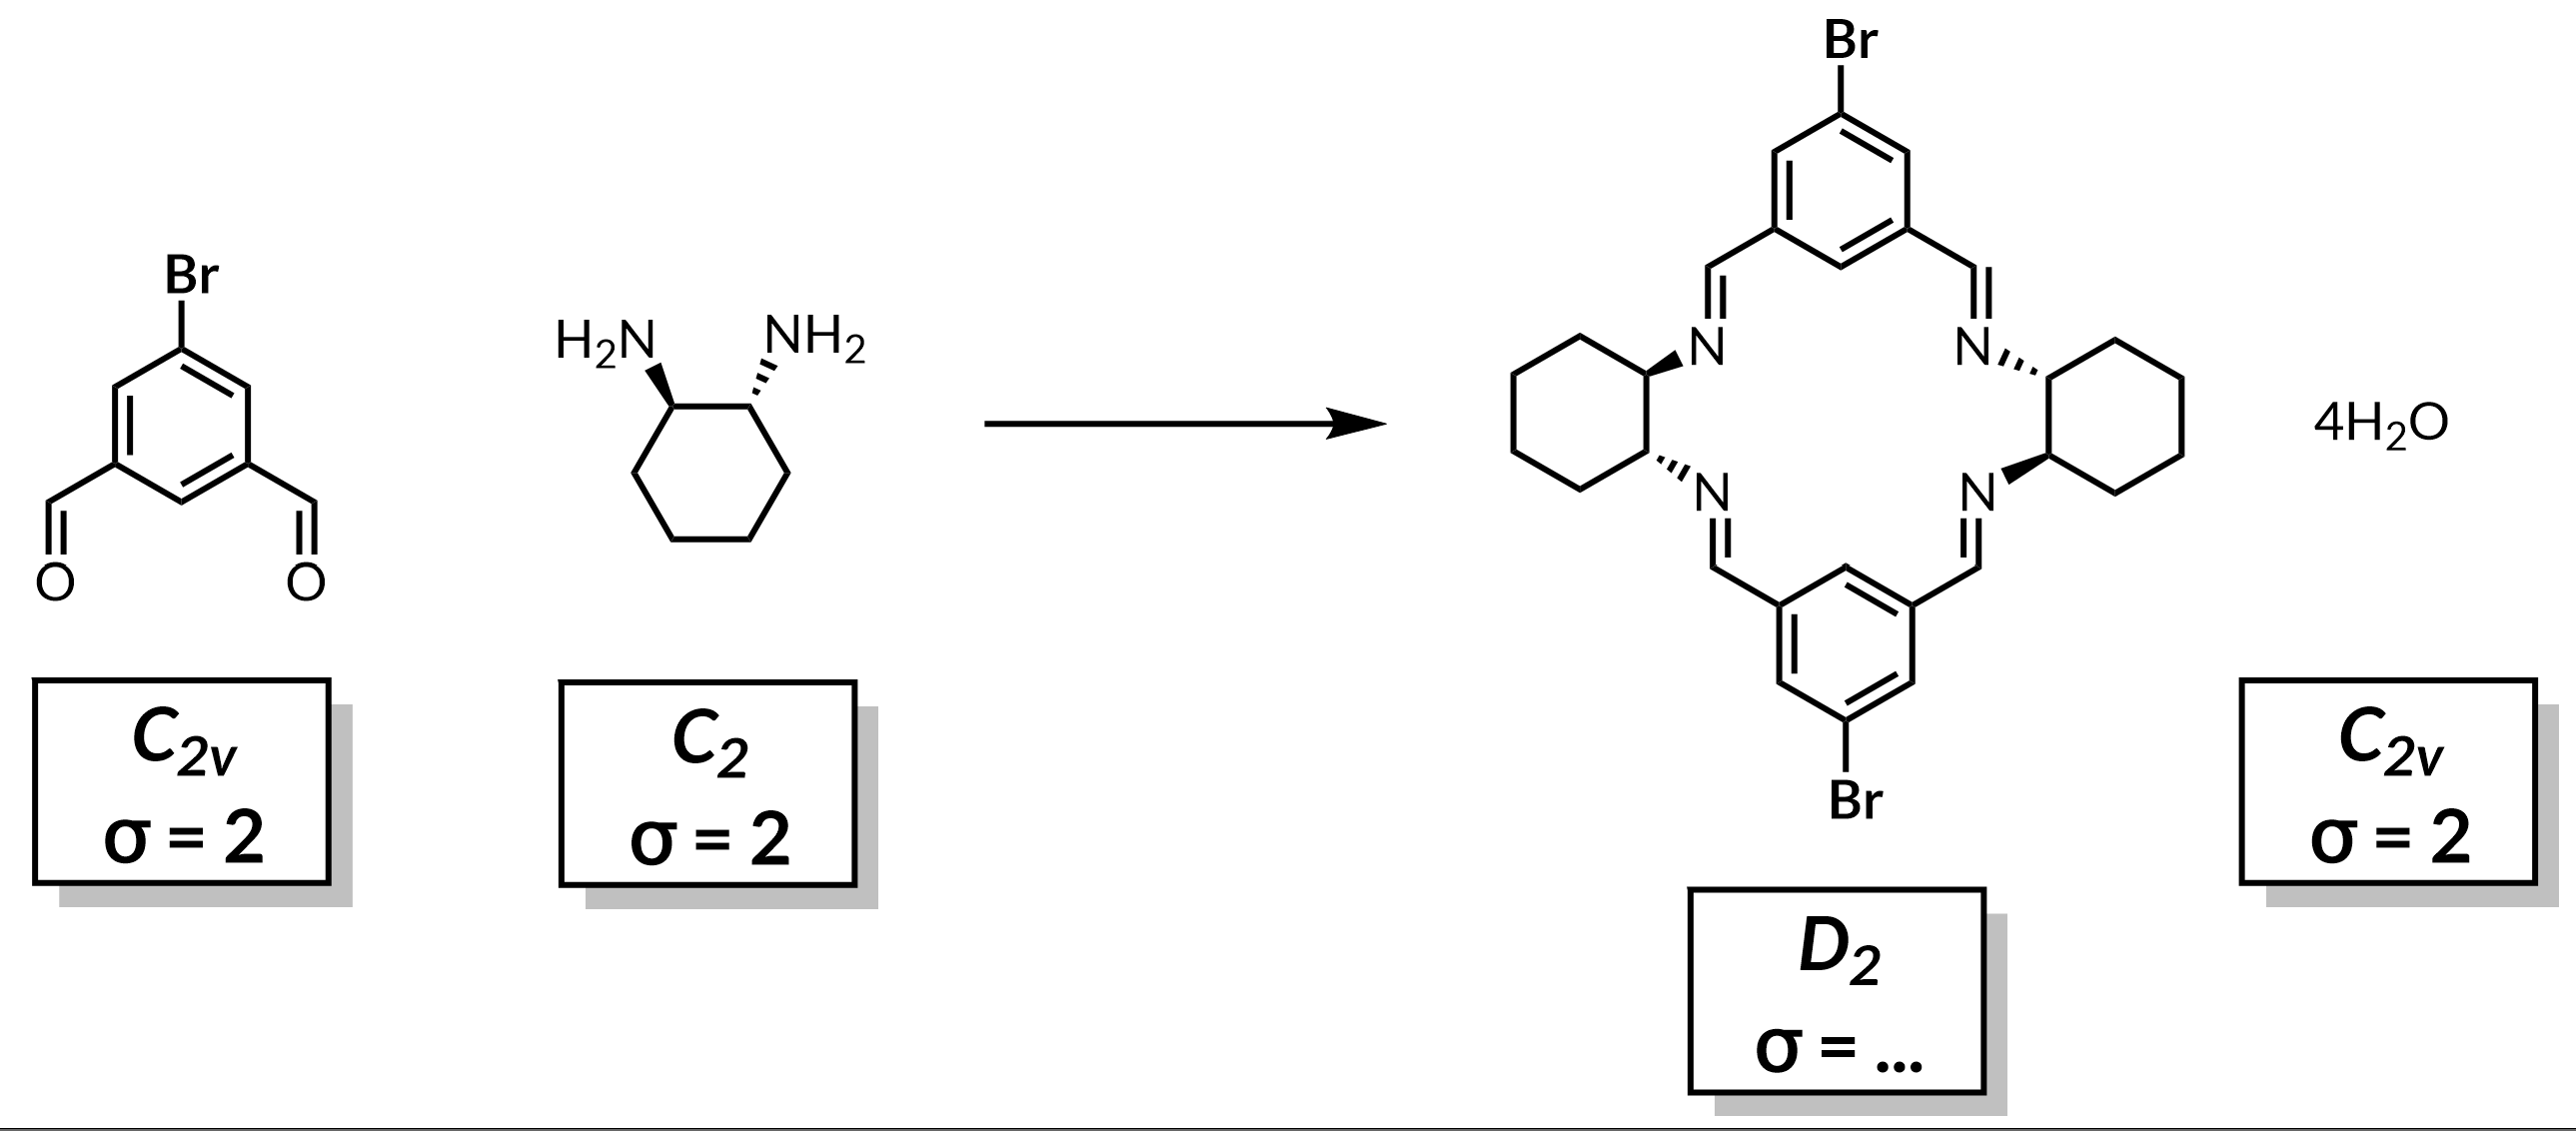 Br
O
O
H₂N
NH₂
Br
N
N
N
N
Br
4H₂O
C₂ᵥ
σ = 2
C₂
σ = 2
D₂
σ = ...
C₂ᵥ
σ = 2